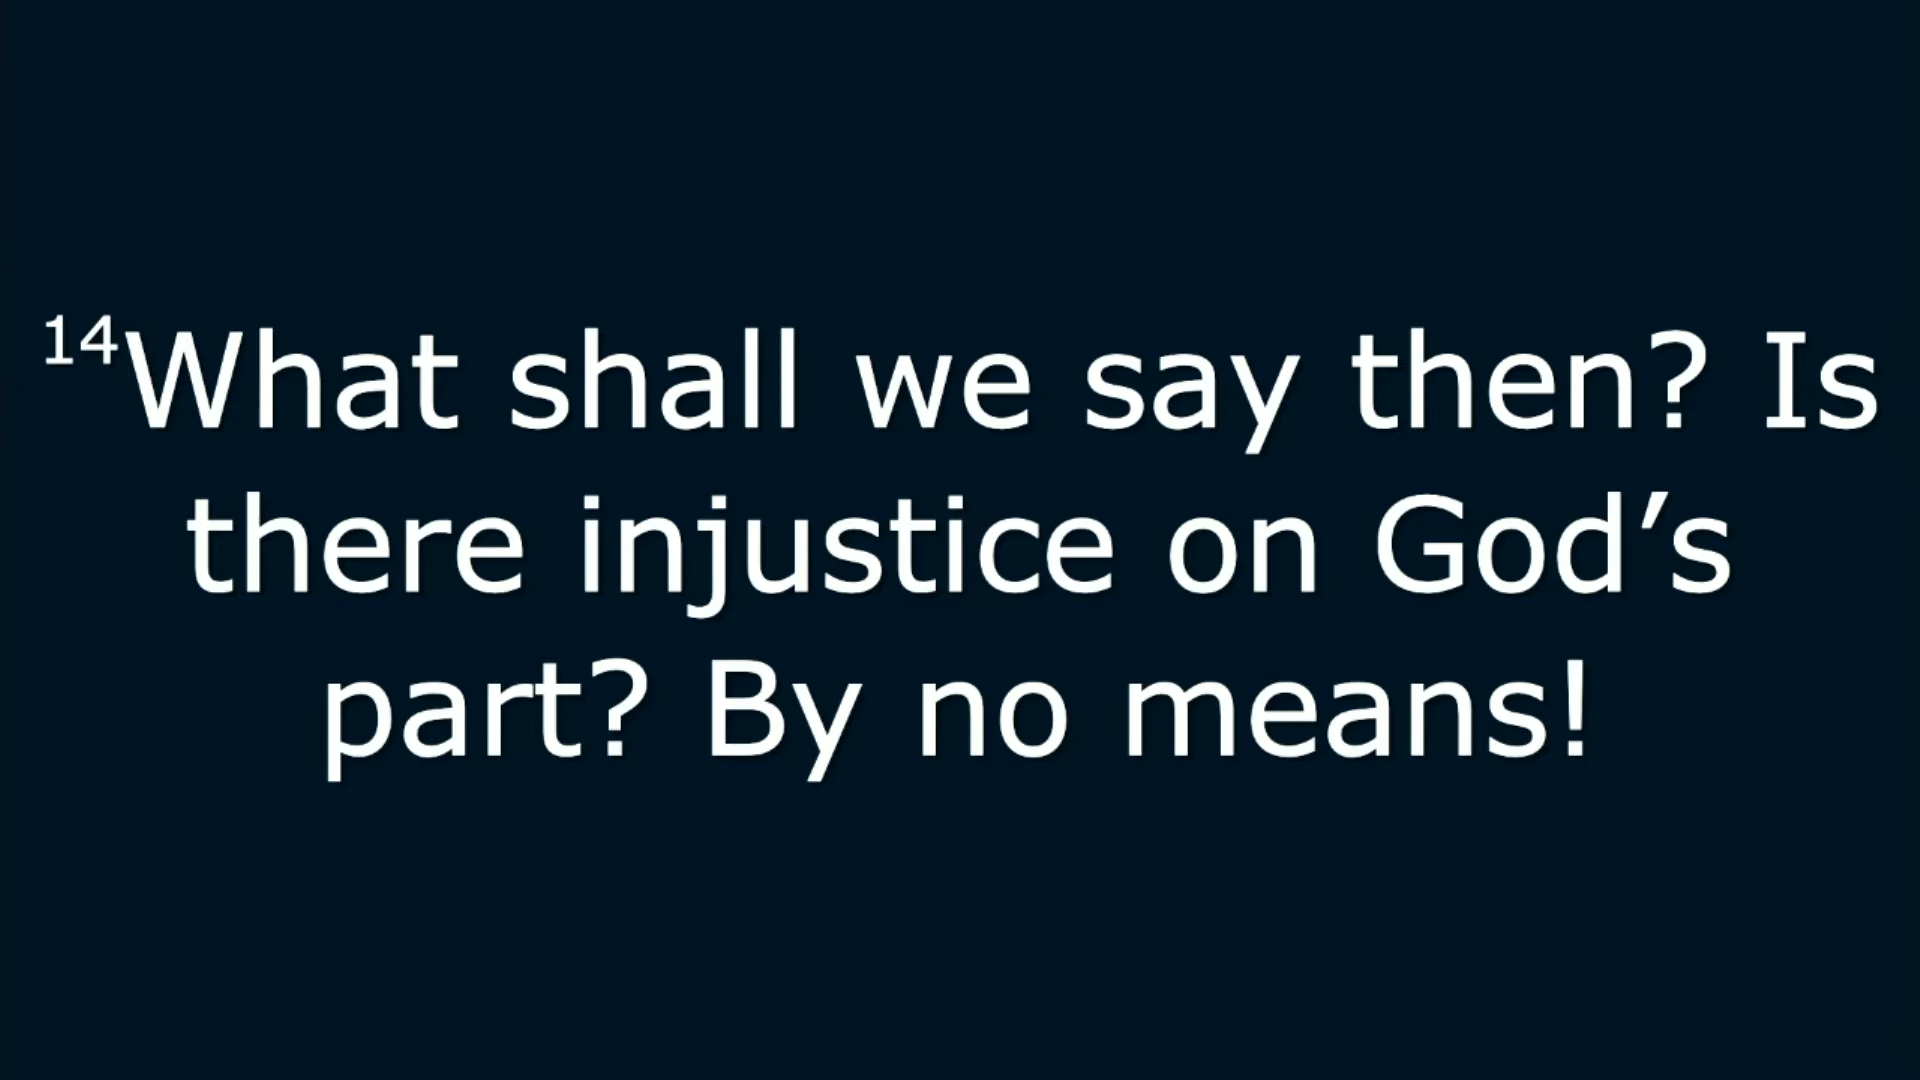 14What shall we say then? Is
there injustice on God’s
part? By no means!